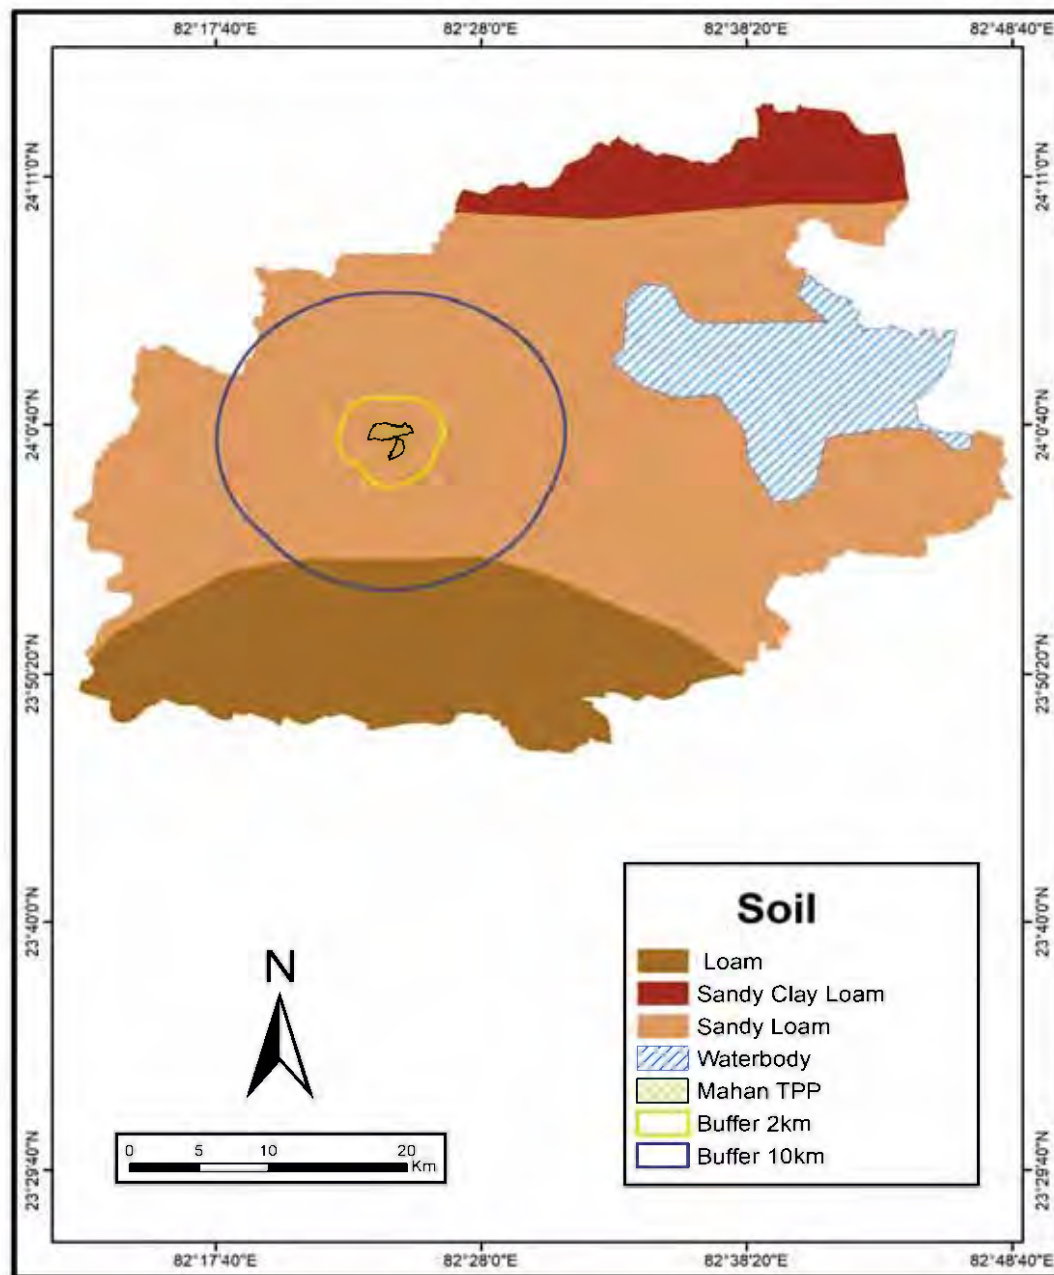 82°17'40"E 82°28'0"E 82°38'20"E 82°48'40"E
24°11'0"N 24°11'0"N
24°0'40"N 24°0'40"N
23°50'20"N 23°50'20"N
23°40'0"N 23°40'0"N
23°29'40"N 23°29'40"N
Soil
Loam
Sandy Clay Loam
Sandy Loam
Waterbody
Mahan TPP
Buffer 2km
Buffer 10km
N
0 5 10 20
Km
82°17'40"E 82°28'0"E 82°38'20"E 82°48'40"E